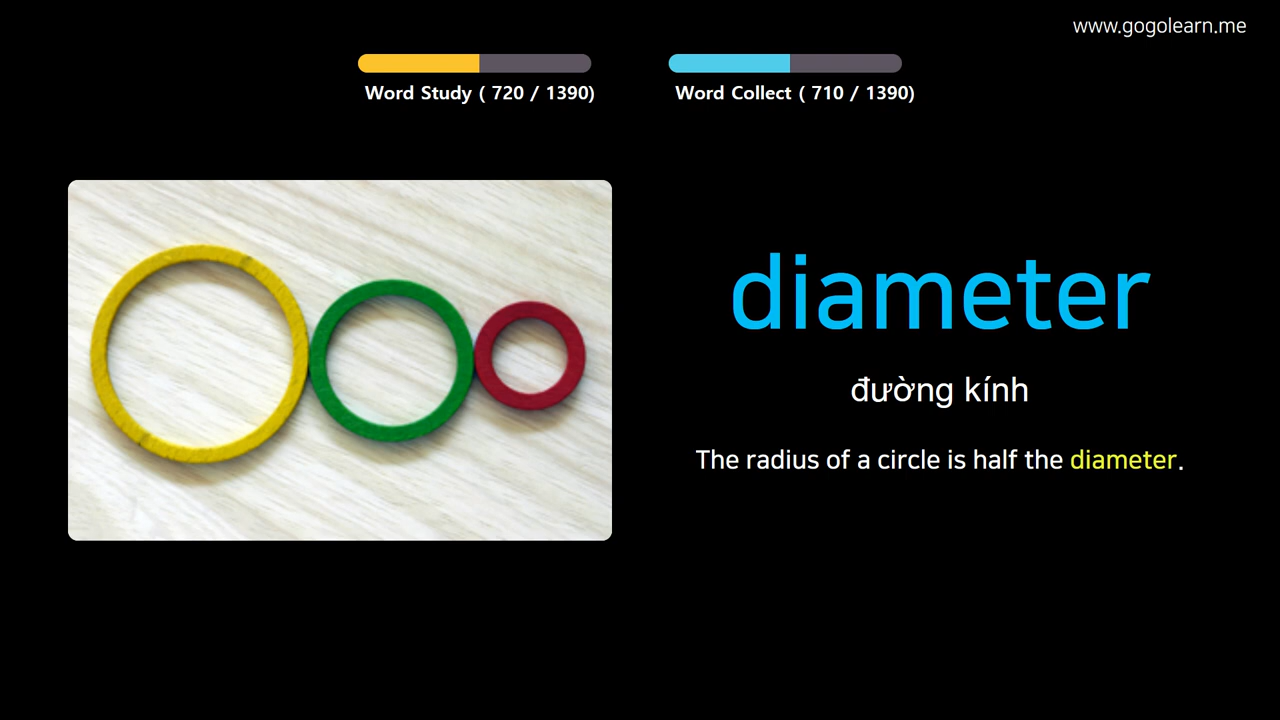 www.gogolearn.me
Word Study ( 720 / 1390)
Word Collect ( 710 / 1390)
diameter
đường kính
The radius of a circle is half the diameter.